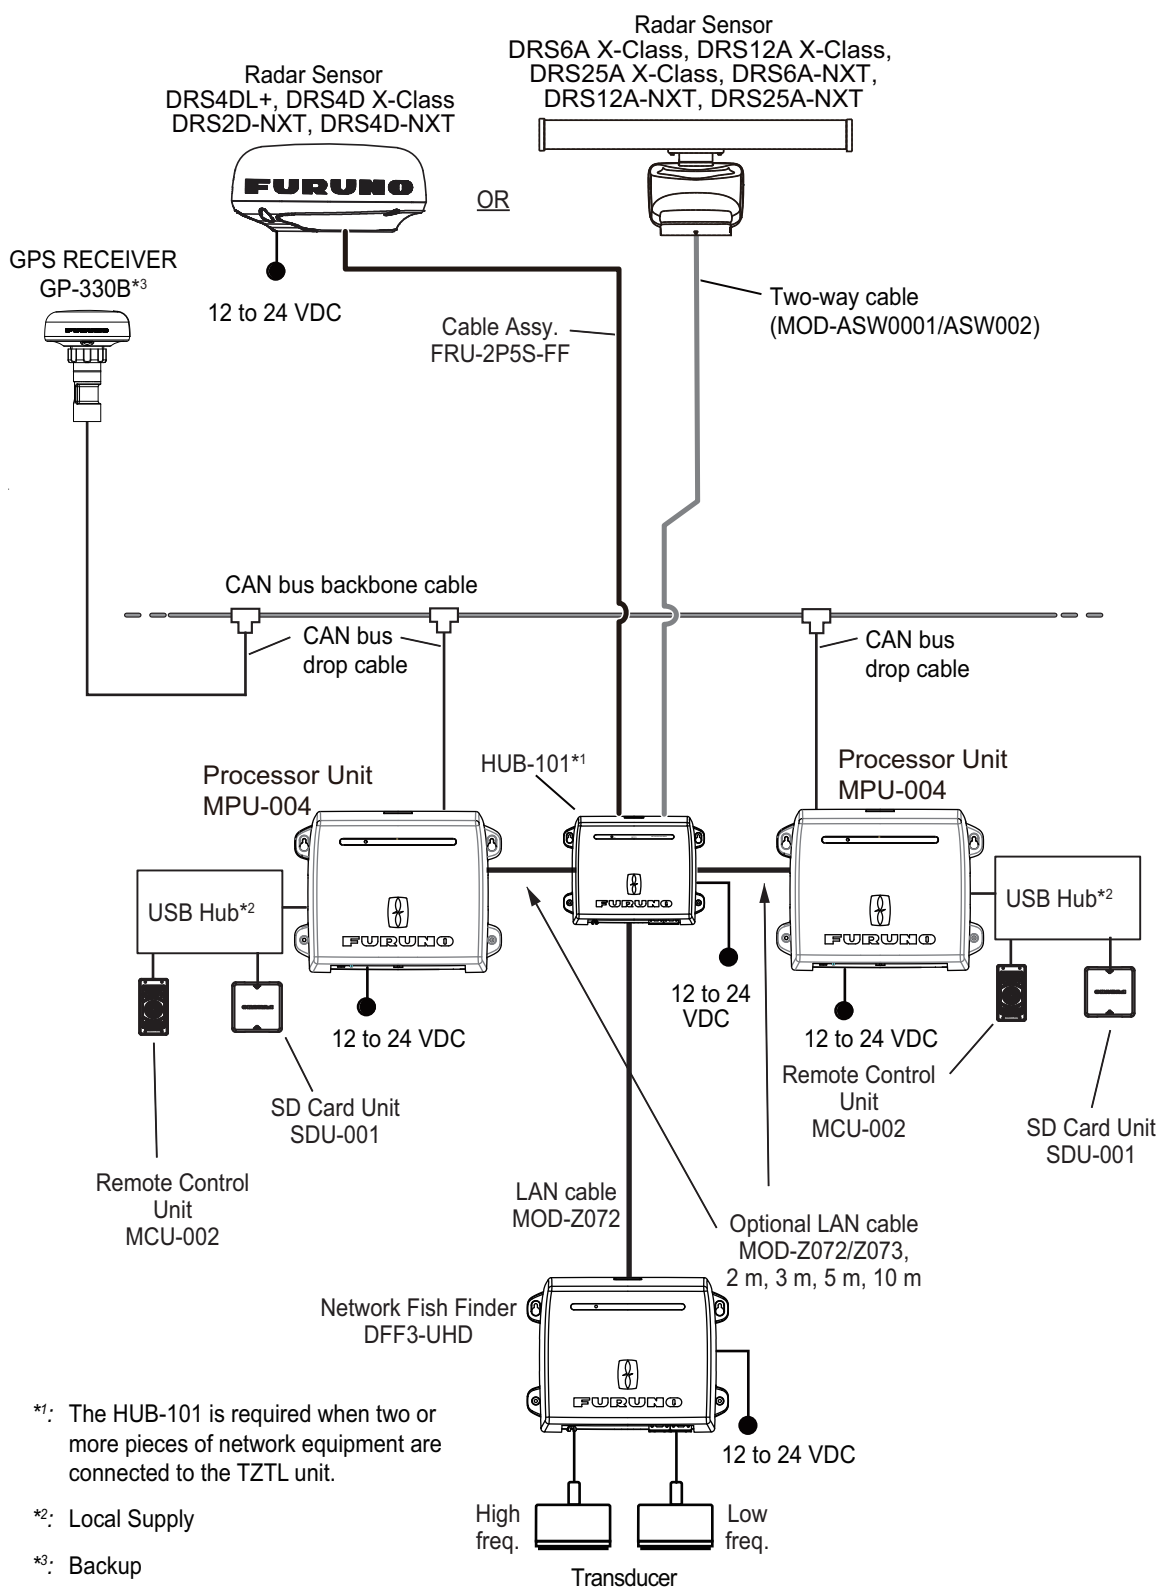 Radar Sensor
DRS6A X-Class, DRS12A X-Class,
DRS25A X-Class, DRS6A-NXT,
DRS12A-NXT, DRS25A-NXT
Radar Sensor
DRS4DL+, DRS4D X-Class
DRS2D-NXT, DRS4D-NXT
FURUNO
OR
GPS RECEIVER
GP-330B*3
12 to 24 VDC
Cable Assy.
FRU-2P5S-FF
Two-way cable
(MOD-ASW0001/ASW002)
CAN bus backbone cable
CAN bus
drop cable
CAN bus
drop cable
HUB-101*1
Processor Unit
MPU-004
Processor Unit
MPU-004
USB Hub*2
FURUNO
FURUNO
FURUNO
USB Hub*2
12 to 24 VDC
12 to 24
VDC
12 to 24 VDC
SD Card Unit
SDU-001
Remote Control
Unit
MCU-002
Remote Control
Unit
MCU-002
SD Card Unit
SDU-001
LAN cable
MOD-Z072
Optional LAN cable
MOD-Z072/Z073,
2 m, 3 m, 5 m, 10 m
Network Fish Finder
DFF3-UHD
FURUNO
12 to 24 VDC
High
freq.
Low
freq.
Transducer
*1: The HUB-101 is required when two or
more pieces of network equipment are
connected to the TZTL unit.
*2: Local Supply
*3: Backup